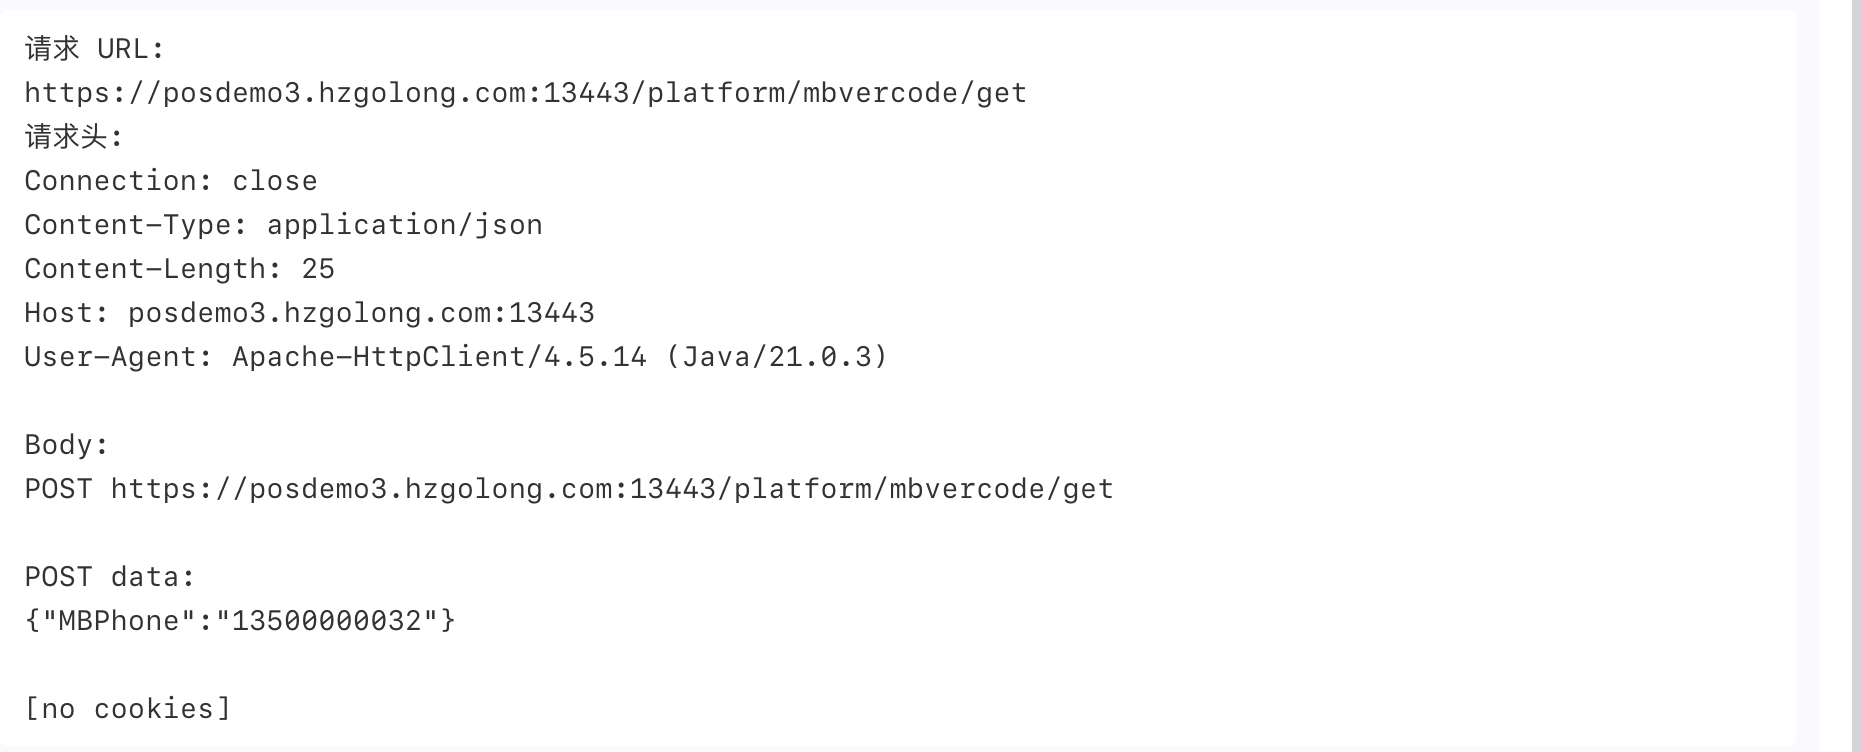 请求 URL:
https://posdemo3.hzgolong.com:13443/platform/mbvercode/get
请求头:
Connection: close
Content-Type: application/json
Content-Length: 25
Host: posdemo3.hzgolong.com:13443
User-Agent: Apache-HttpClient/4.5.14 (Java/21.0.3)
Body:
POST https://posdemo3.hzgolong.com:13443/platform/mbvercode/get
POST data:
{"MBPhone":"13500000032"}
[no cookies]